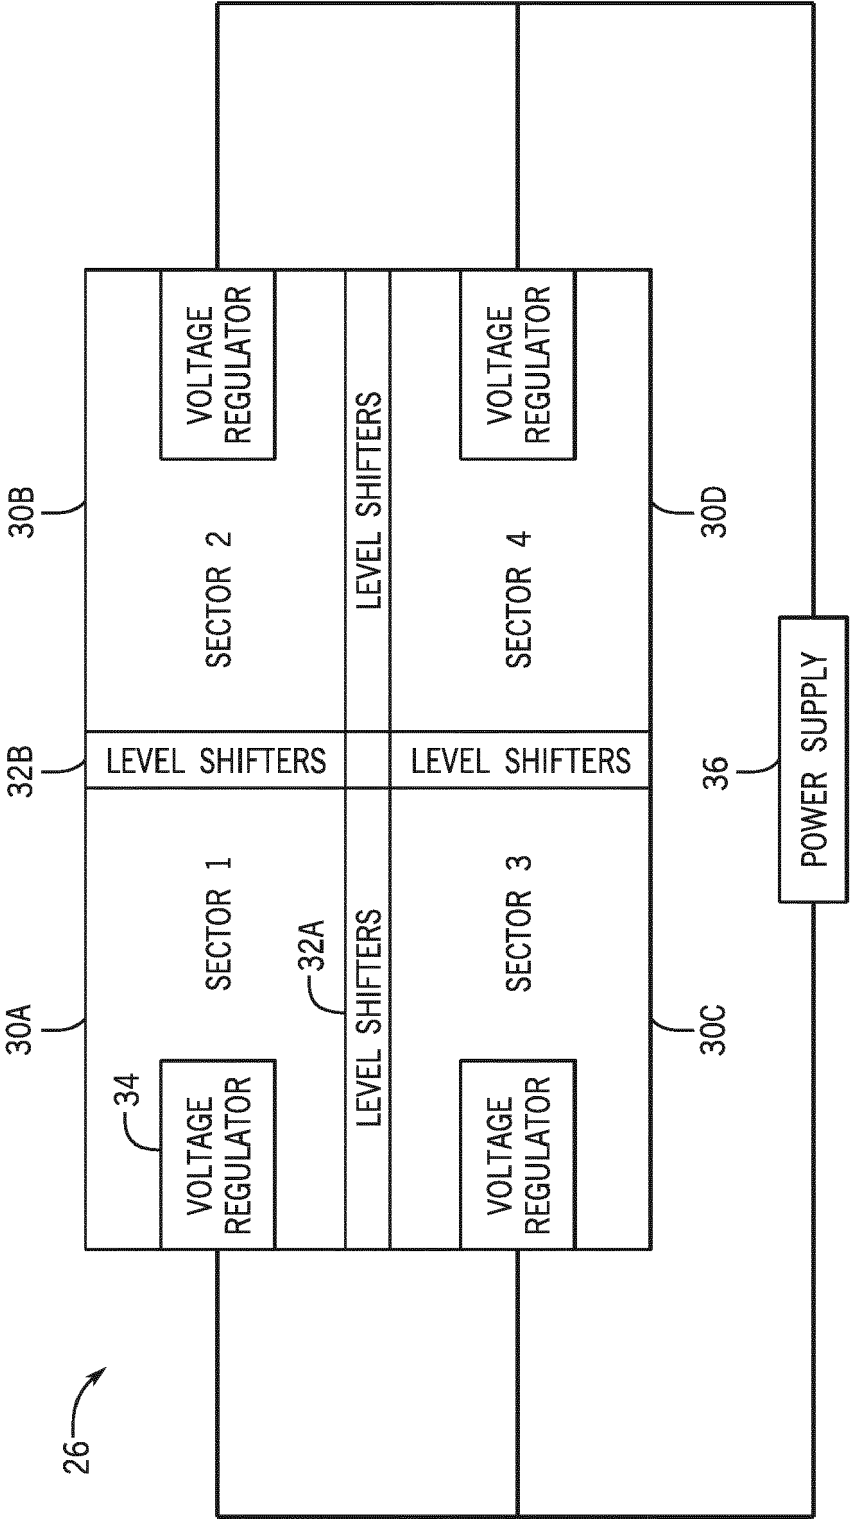 26
30A
32B
30B
34
VOLTAGE
REGULATOR
SECTOR 1
LEVEL SHIFTERS
SECTOR 2
VOLTAGE
REGULATOR
32A
LEVEL SHIFTERS
LEVEL SHIFTERS
VOLTAGE
REGULATOR
SECTOR 3
LEVEL SHIFTERS
SECTOR 4
VOLTAGE
REGULATOR
30C
36
30D
POWER SUPPLY